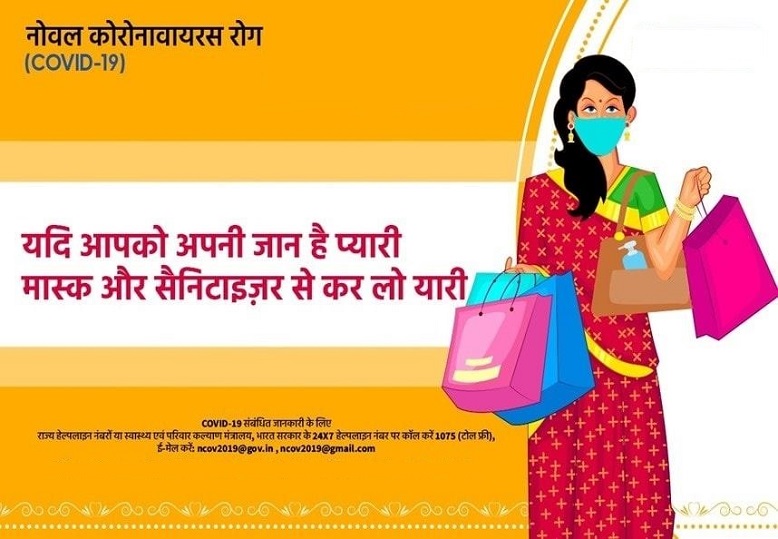 नोवल कोरोनावायरस रोग
(COVID-19)
यदि आपको अपनी जान है प्यारी
मास्क और सैनिटाइज़र से कर लो यारी
COVID-19 संबंधित जानकारी के लिए
राज्य हेल्पलाइन नंबरों या स्वास्थ्य एवं परिवार कल्याण मंत्रालय, भारत सरकार के 24X7 हेल्पलाइन नंबर पर कॉल करें 1075 (टोल फ्री),
ई-मेल करें: ncov2019@gov.in , ncov2019@gmail.com